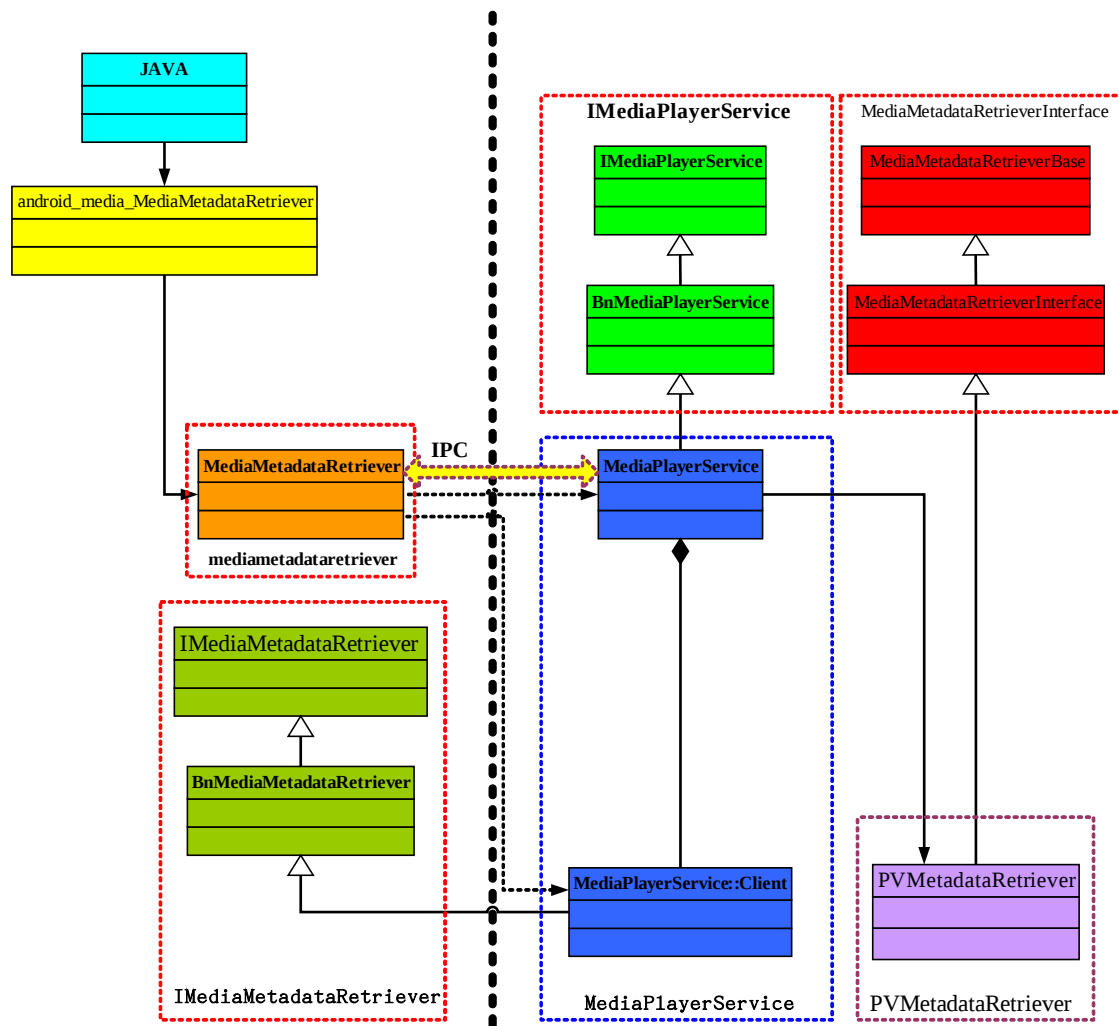 JAVA
android_media_MediaMetadataRetriever
IMediaPlayerService
MediaMetadataRetrieverInterface
IMediaPlayerService
MediaMetadataRetrieverBase
BnMediaPlayerService
MediaMetadataRetrieverInterface
IPC
MediaMetadataRetriever
MediaPlayerService
mediametadataretriever
IMediaMetadataRetriever
BnMediaMetadataRetriever
MediaPlayerService::Client
PVMetadataRetriever
IMediaMetadataRetriever
MediaPlayerService
PVMetadataRetriever